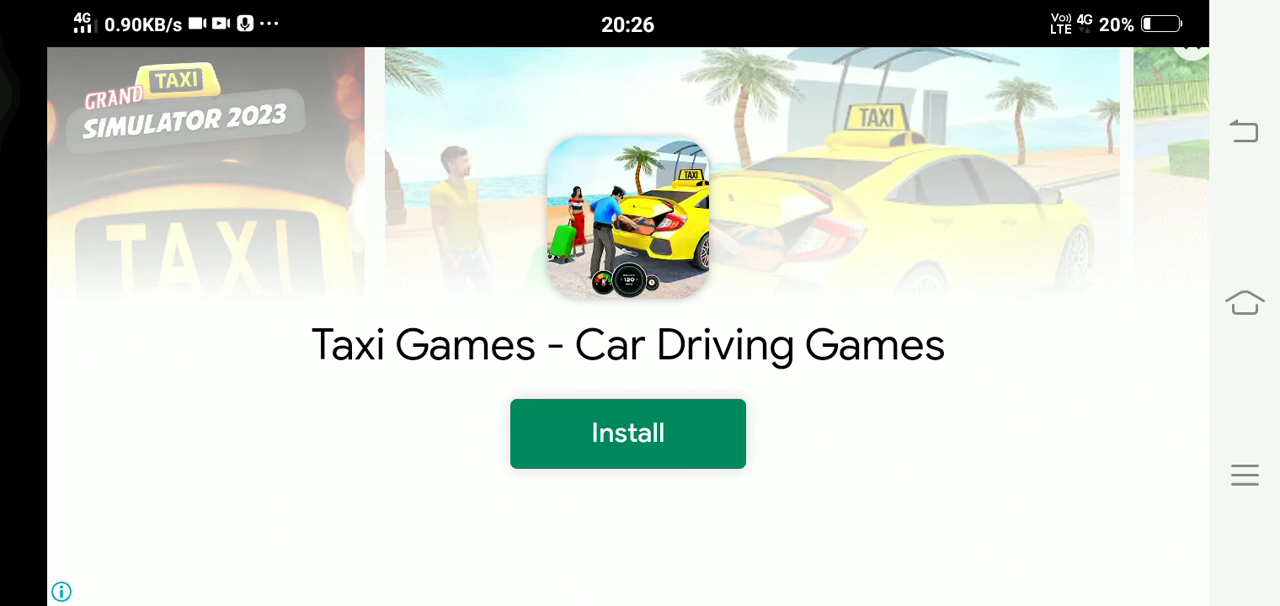 4G 0.90KB/s 20:26 Vo) LTE 4G 20%
GRAND TAXI
SIMULATOR 2023
TAXI
TAXI
TAXI
120
Taxi Games - Car Driving Games
Install